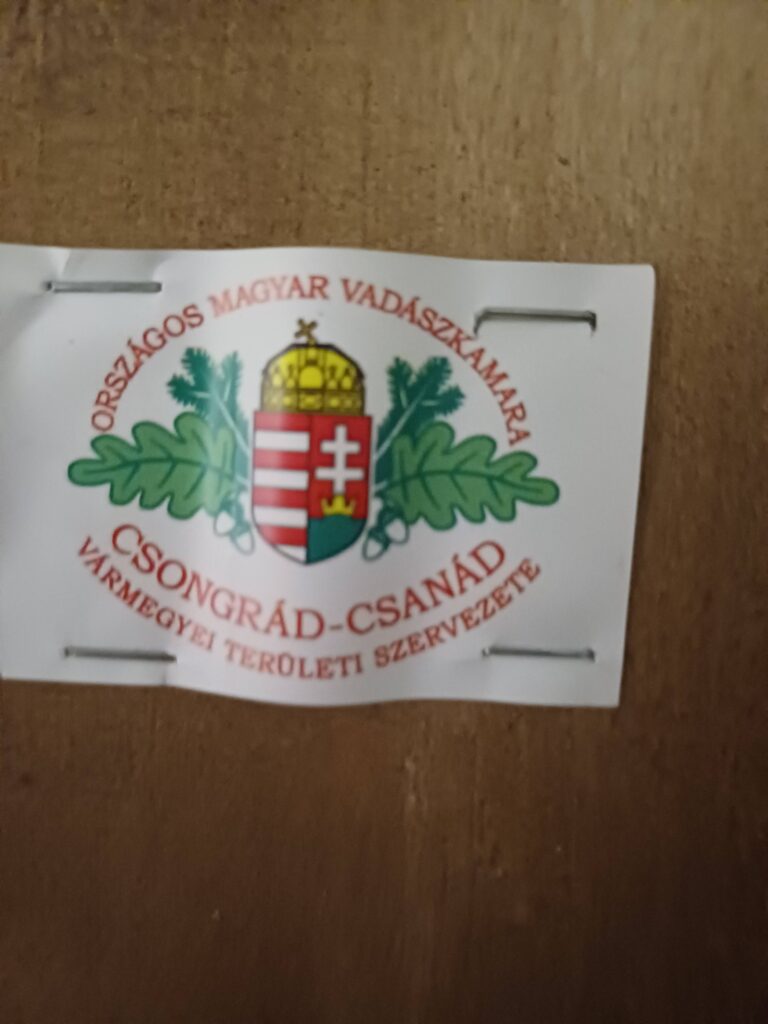 ORSZÁGOS MAGYAR VADÁSZKAMARA
CSONGRÁD-CSANÁD
VÁRMEGYEI TERÜLETI SZERVEZETE